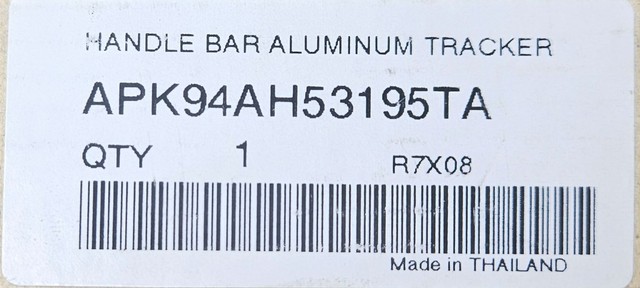 HANDLE BAR ALUMINUM TRACKER
APK94AH53195TA
QTY 1 R7X08
Made in THAILAND